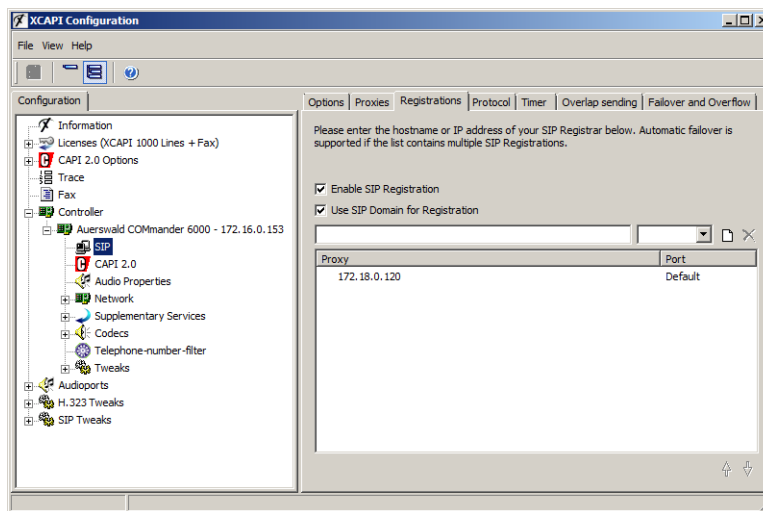 XCAPI Configuration
File View Help
Configuration
Information
Licenses (XCAPI 1000 Lines + Fax)
CAPI 2.0 Options
Trace
Fax
Controller
Auerswald COMmander 6000 - 172.16.0.153
SIP
CAPI 2.0
Audio Properties
Network
Supplementary Services
Codecs
Telephone-number-filter
Tweaks
Audioports
H.323 Tweaks
SIP Tweaks
Options Proxies Registrations Protocol Timer Overlap sending Failover and Overflow
Please enter the hostname or IP address of your SIP Registrar below. Automatic failover is
supported if the list contains multiple SIP Registrations.
Enable SIP Registration
Use SIP Domain for Registration
Proxy Port
172.18.0.120 Default